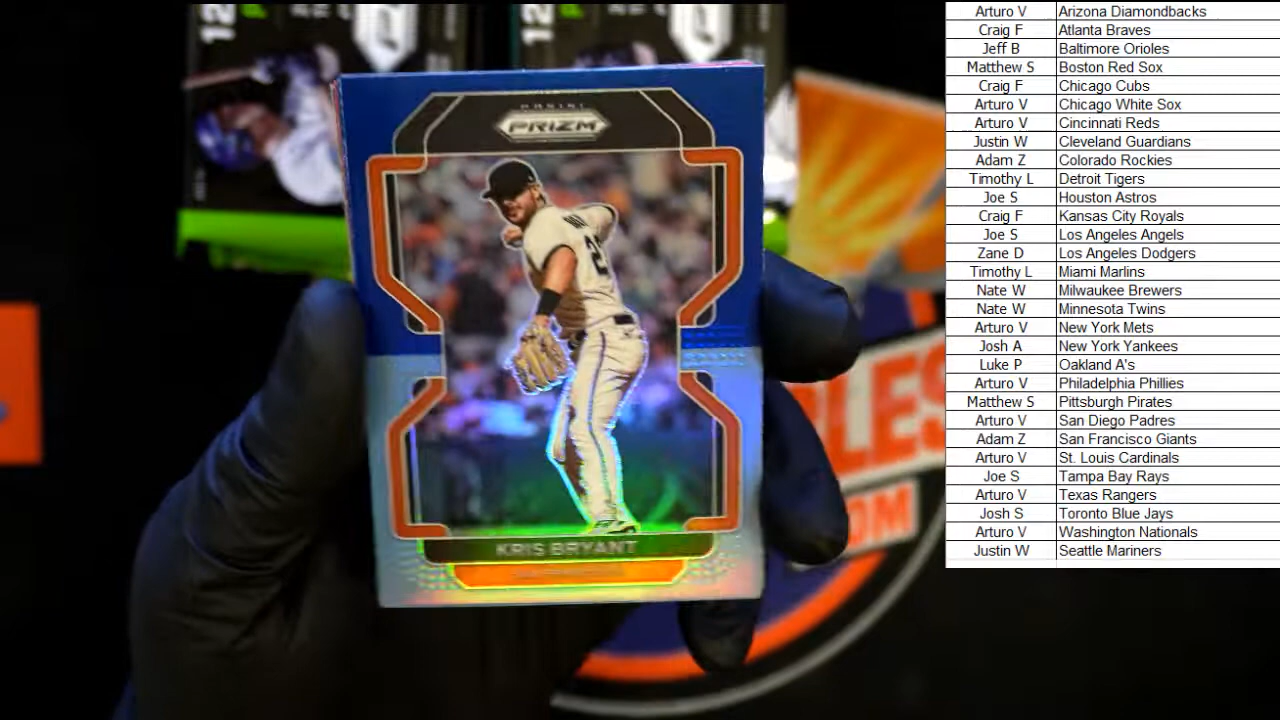 12
12
PANINI
PRIZM
KRIS BRYANT
BLES
OM
Arturo V Arizona Diamondbacks
Craig F Atlanta Braves
Jeff B Baltimore Orioles
Matthew S Boston Red Sox
Craig F Chicago Cubs
Arturo V Chicago White Sox
Arturo V Cincinnati Reds
Justin W Cleveland Guardians
Adam Z Colorado Rockies
Timothy L Detroit Tigers
Joe S Houston Astros
Craig F Kansas City Royals
Joe S Los Angeles Angels
Zane D Los Angeles Dodgers
Timothy L Miami Marlins
Nate W Milwaukee Brewers
Nate W Minnesota Twins
Arturo V New York Mets
Josh A New York Yankees
Luke P Oakland A's
Arturo V Philadelphia Phillies
Matthew S Pittsburgh Pirates
Arturo V San Diego Padres
Adam Z San Francisco Giants
Arturo V St. Louis Cardinals
Joe S Tampa Bay Rays
Arturo V Texas Rangers
Josh S Toronto Blue Jays
Arturo V Washington Nationals
Justin W Seattle Mariners